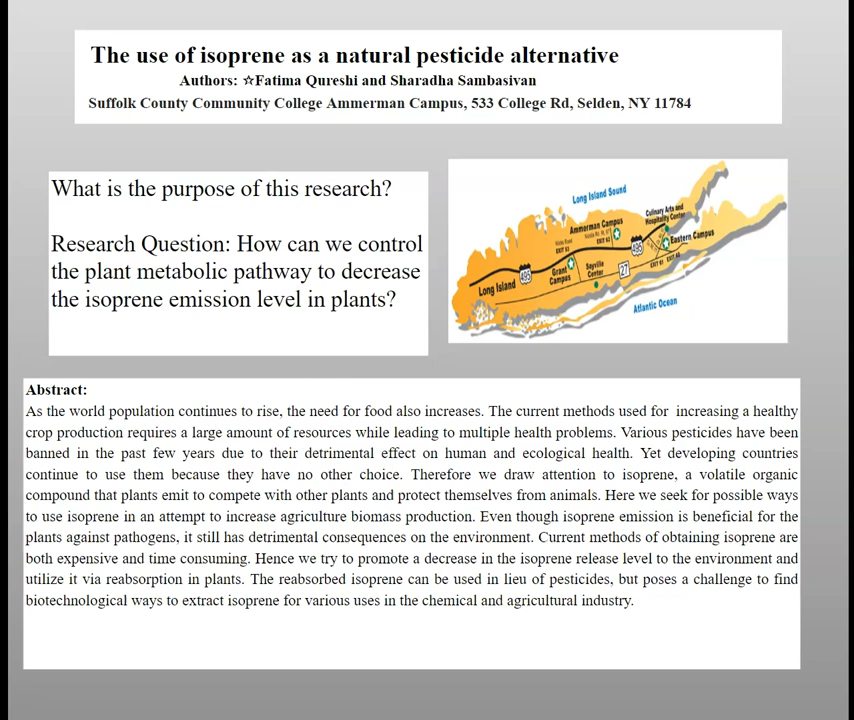 The use of isoprene as a natural pesticide alternative
Authors: ☆Fatima Qureshi and Sharadha Sambasivan
Suffolk County Community College Ammerman Campus, 533 College Rd, Selden, NY 11784
What is the purpose of this research?
Research Question: How can we control
the plant metabolic pathway to decrease
the isoprene emission level in plants?
Long Island Sound
Culinary Arts and
Hospitality Center
Ammerman Campus
EXIT 62
EXIT 63
495
Eastern Campus
Grant
Campus
Sayville
Center
27
495
Long Island
Atlantic Ocean
Abstract:
As the world population continues to rise, the need for food also increases. The current methods used for increasing a healthy
crop production requires a large amount of resources while leading to multiple health problems. Various pesticides have been
banned in the past few years due to their detrimental effect on human and ecological health. Yet developing countries
continue to use them because they have no other choice. Therefore we draw attention to isoprene, a volatile organic
compound that plants emit to compete with other plants and protect themselves from animals. Here we seek for possible ways
to use isoprene in an attempt to increase agriculture biomass production. Even though isoprene emission is beneficial for the
plants against pathogens, it still has detrimental consequences on the environment. Current methods of obtaining isoprene are
both expensive and time consuming. Hence we try to promote a decrease in the isoprene release level to the environment and
utilize it via reabsorption in plants. The reabsorbed isoprene can be used in lieu of pesticides, but poses a challenge to find
biotechnological ways to extract isoprene for various uses in the chemical and agricultural industry.